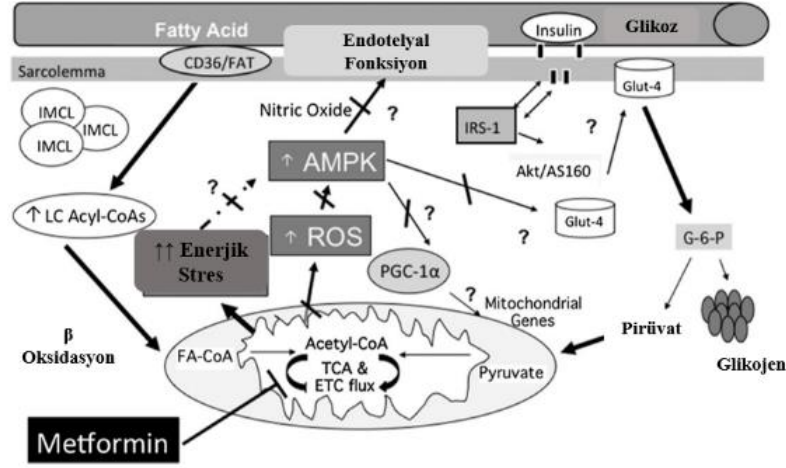 Fatty Acid
Endotelyal
Fonksiyon
Insulin
Glikoz
CD36/FAT
Sarcolemma
Glut-4
IMCL
IMCL
IMCL
Nitric Oxide
?
IRS-1
?
↑ AMPK
Akt/AS160
?
↑ LC Acyl-CoAs
Glut-4
?
?
↑ ROS
G-6-P
↑↑ Enerjik
Stres
PGC-1α
?
Mitochondrial
Genes
β
Oksidasyon
Pirüvat
Glikojen
FA-CoA
Acetyl-CoA
TCA &
ETC flux
Pyruvate
Metformin